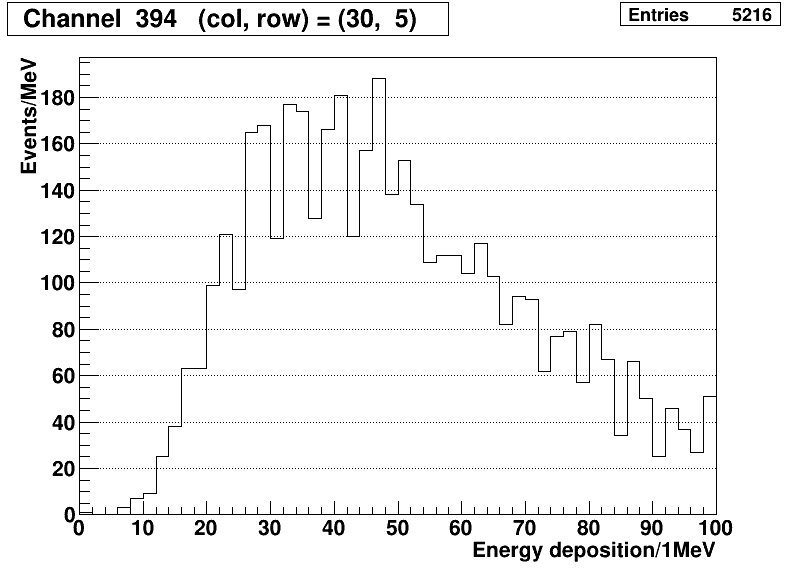 Channel 394 (col, row) = (30, 5)
Entries 5216
Events/MeV
180
160
140
120
100
80
60
40
20
0
0 10 20 30 40 50 60 70 80 90 100
Energy deposition/1MeV